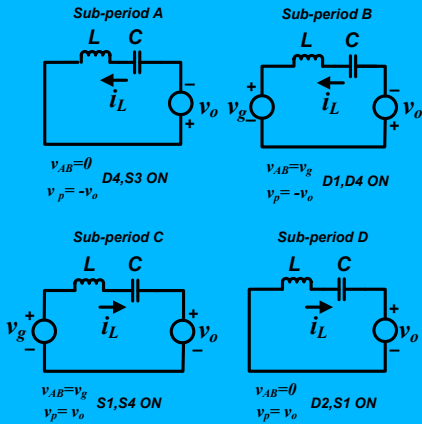 Sub-period A
L C
−
i_L
v_o
+
v_AB=0
D4,S3 ON
v_p= -v_o
Sub-period B
L C
+ −
v_g i_L v_o
− +
v_AB=v_g
D1,D4 ON
v_p= -v_o
Sub-period C
L C
+ +
v_g i_L v_o
− −
v_AB=v_g
S1,S4 ON
v_p= v_o
Sub-period D
L C
+
i_L v_o
−
v_AB=0
D2,S1 ON
v_p= v_o